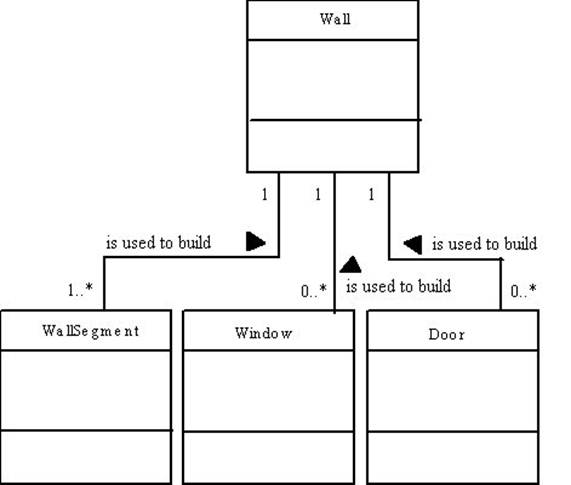 Wall
1 1 1
is used to build
is used to build
is used to build
1..*
0..*
0..*
WallSegment
Window
Door